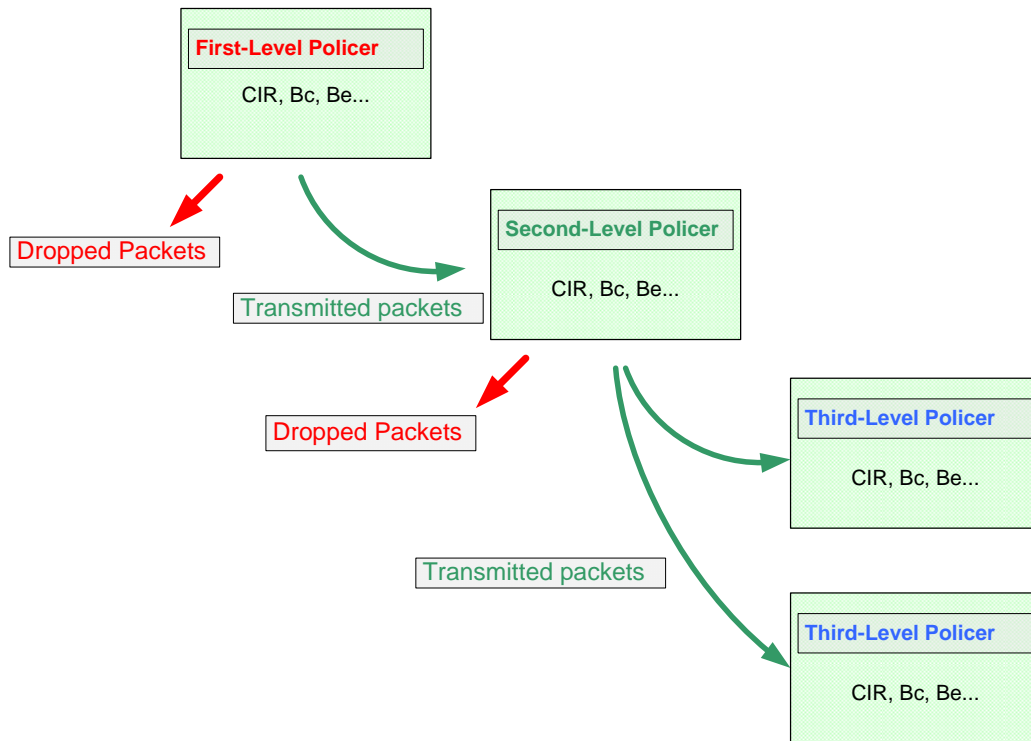 First-Level Policer
CIR, Bc, Be...
Dropped Packets
Transmitted packets
Second-Level Policer
CIR, Bc, Be...
Dropped Packets
Transmitted packets
Third-Level Policer
CIR, Bc, Be...
Third-Level Policer
CIR, Bc, Be...